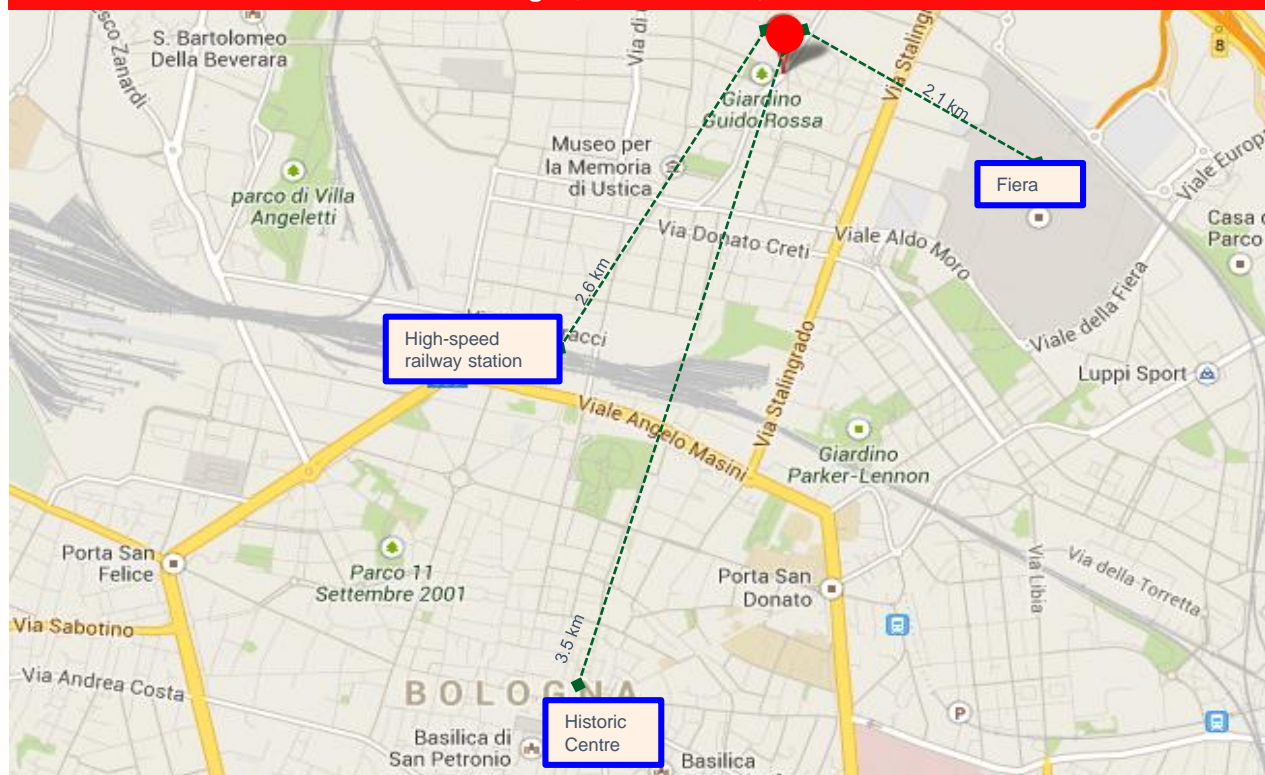 S. Bartolomeo
Della Beverara
Zanardi
Via di
Via Stalingrado
8
2.1 km
Giardino
Guido Rossa
Museo per
la Memoria
di Ustica
parco di Villa
Angeletti
Fiera
Viale Europa
Casa
Parco
Via Donato Creti
Viale Aldo Moro
2.6 km
Viale della Fiera
High-speed
railway station
Luppi Sport
Via Stalingrado
Viale Angelo Masini
Giardino
Parker-Lennon
Porta San
Felice
Parco 11
Settembre 2001
Porta San
Donato
Via Libia
Via della Torretta
Via Sabotino
3.5 km
Via Andrea Costa
BOLOGNA
P
Historic
Centre
Basilica di
San Petronio
Basilica